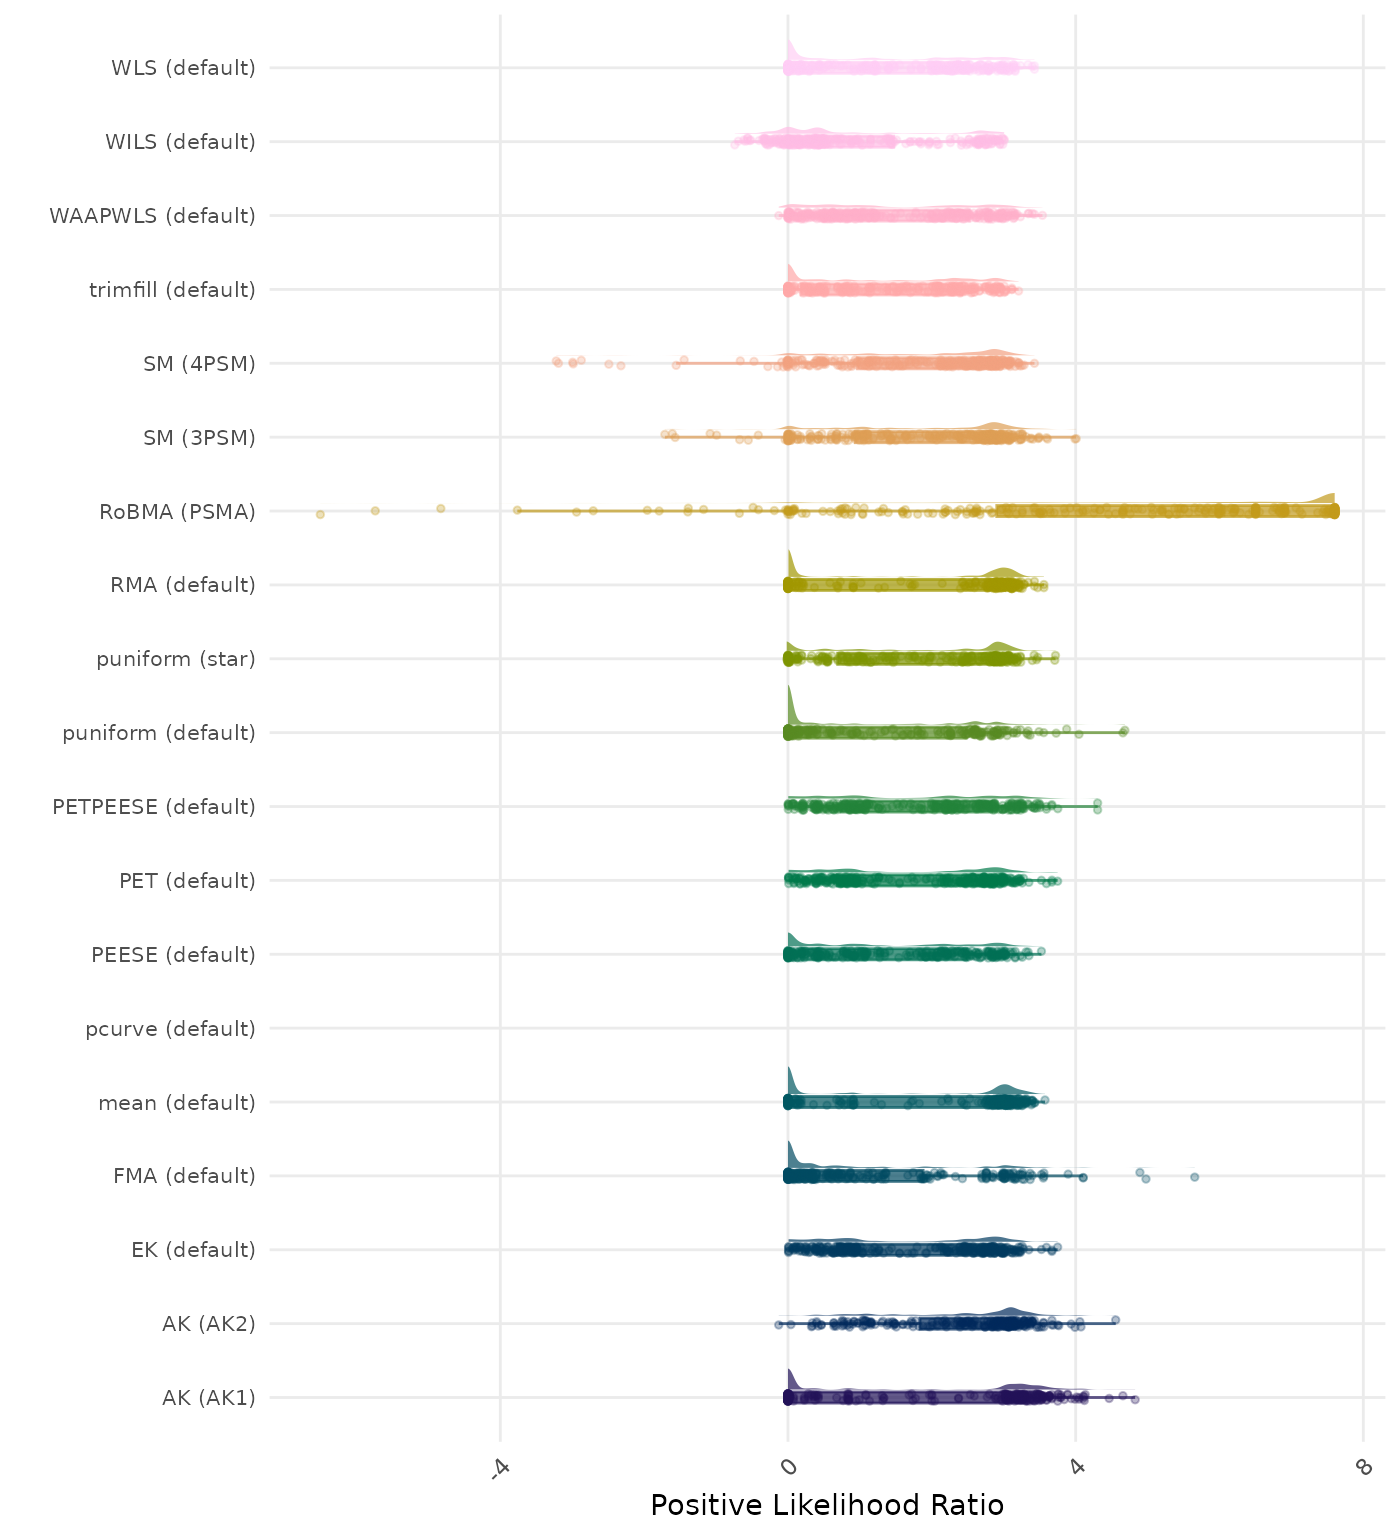 WLS (default)
WILS (default)
WAAPWLS (default)
trimfill (default)
SM (4PSM)
SM (3PSM)
RoBMA (PSMA)
RMA (default)
puniform (star)
puniform (default)
PETPEESE (default)
PET (default)
PEESE (default)
pcurve (default)
mean (default)
FMA (default)
EK (default)
AK (AK2)
AK (AK1)
-4 0 4 8
Positive Likelihood Ratio